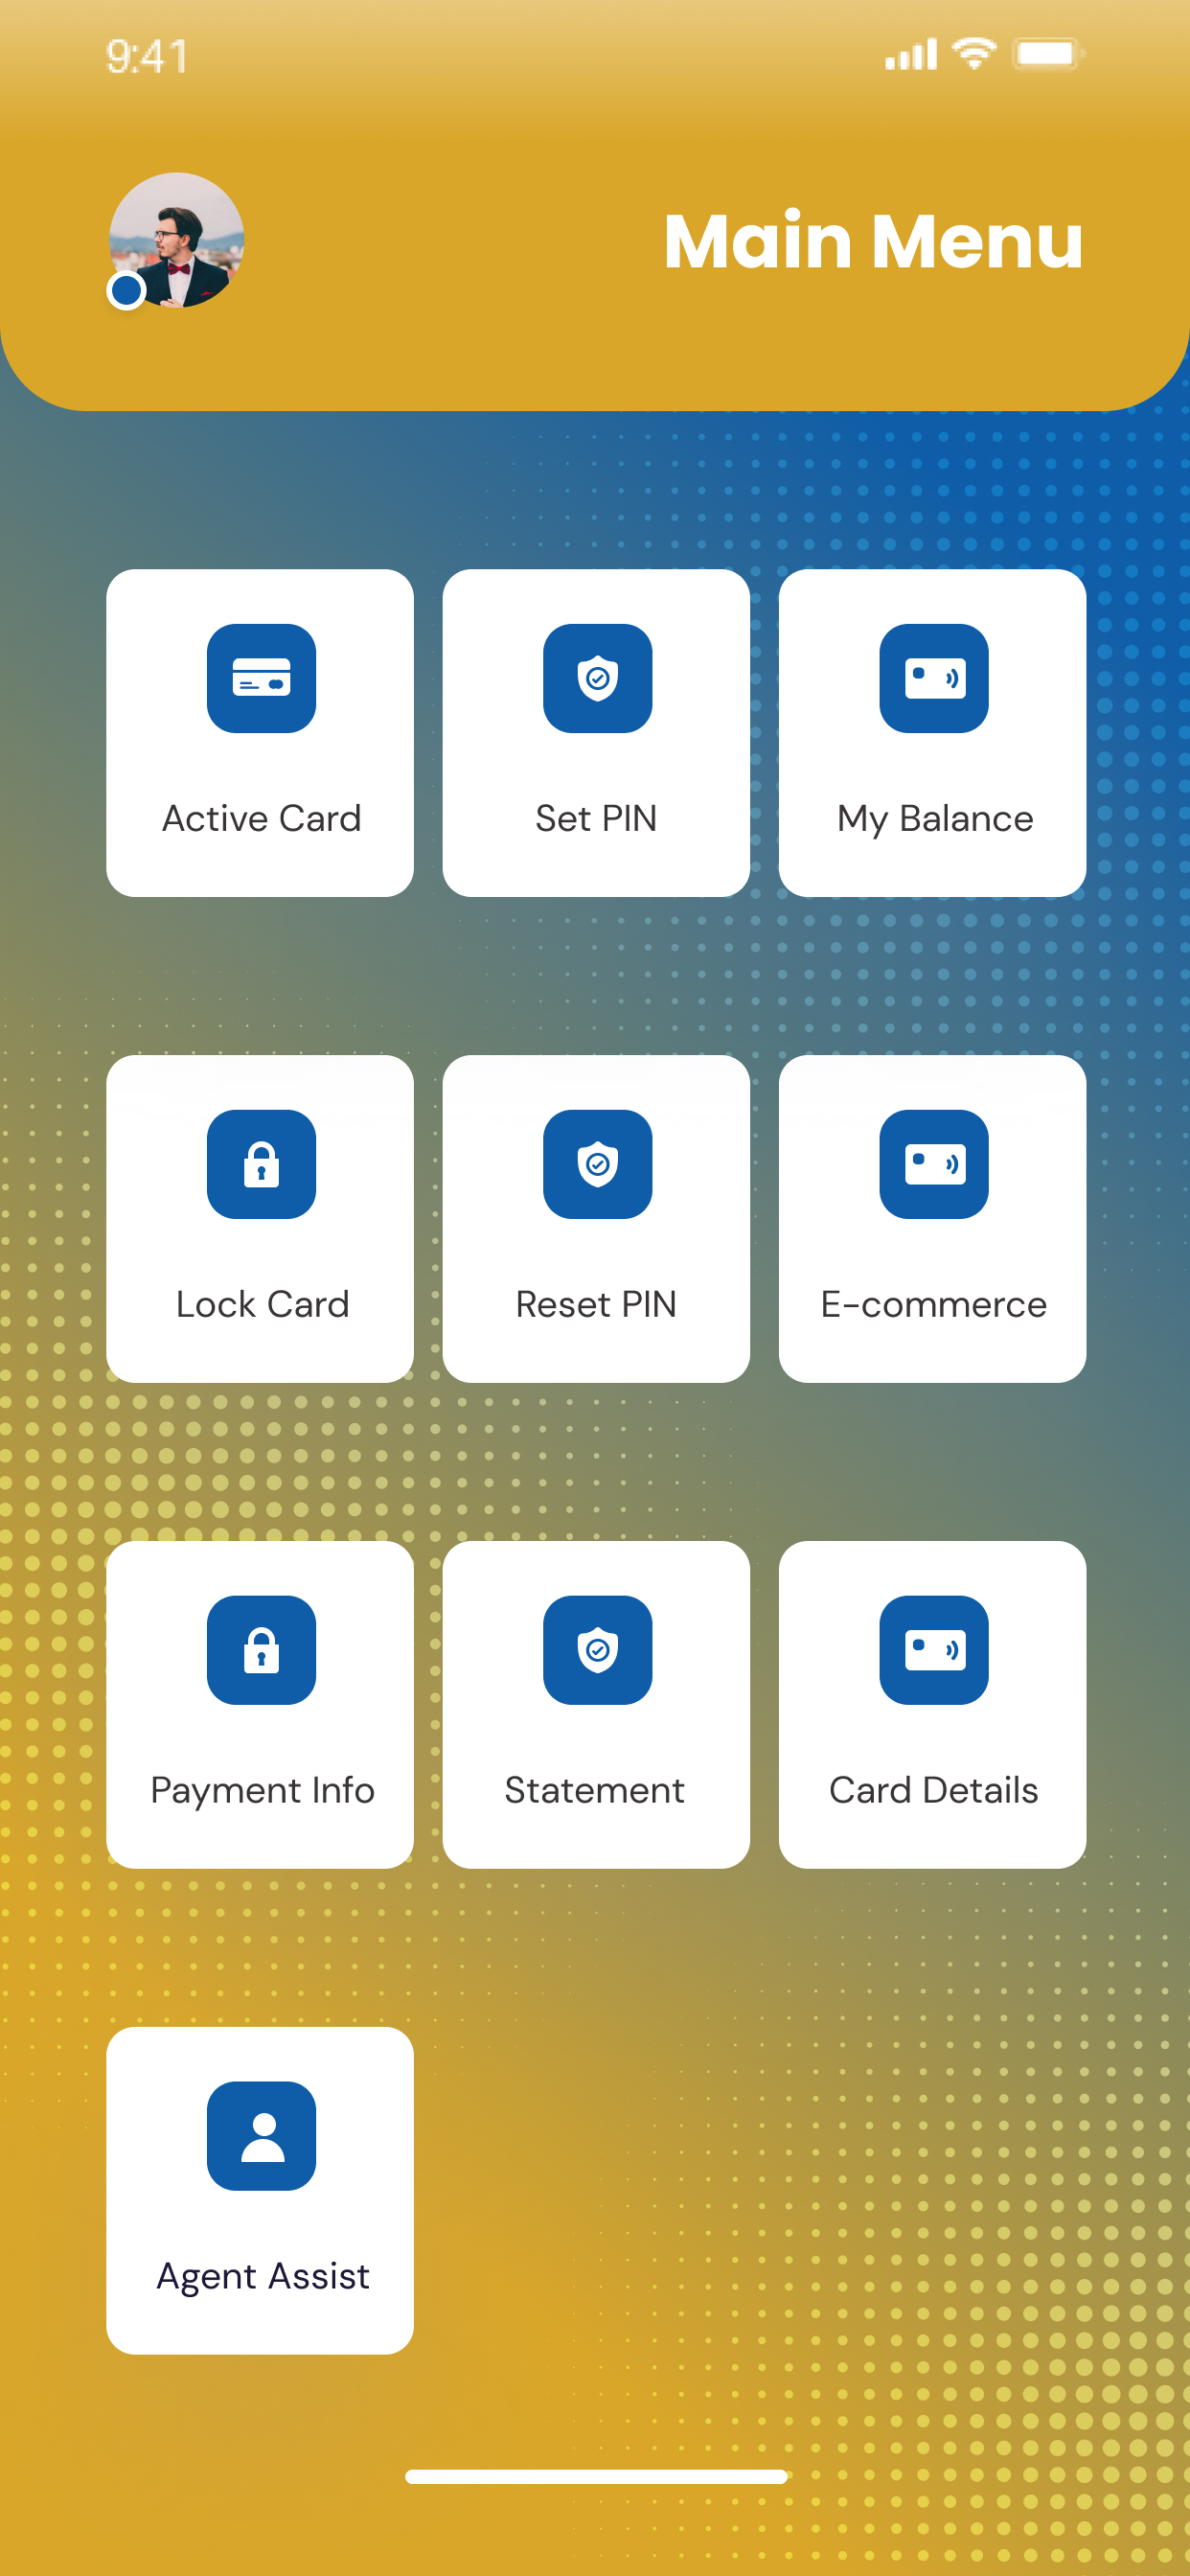 9:41
Main Menu
Active Card
Set PIN
My Balance
Lock Card
Reset PIN
E-commerce
Payment Info
Statement
Card Details
Agent Assist